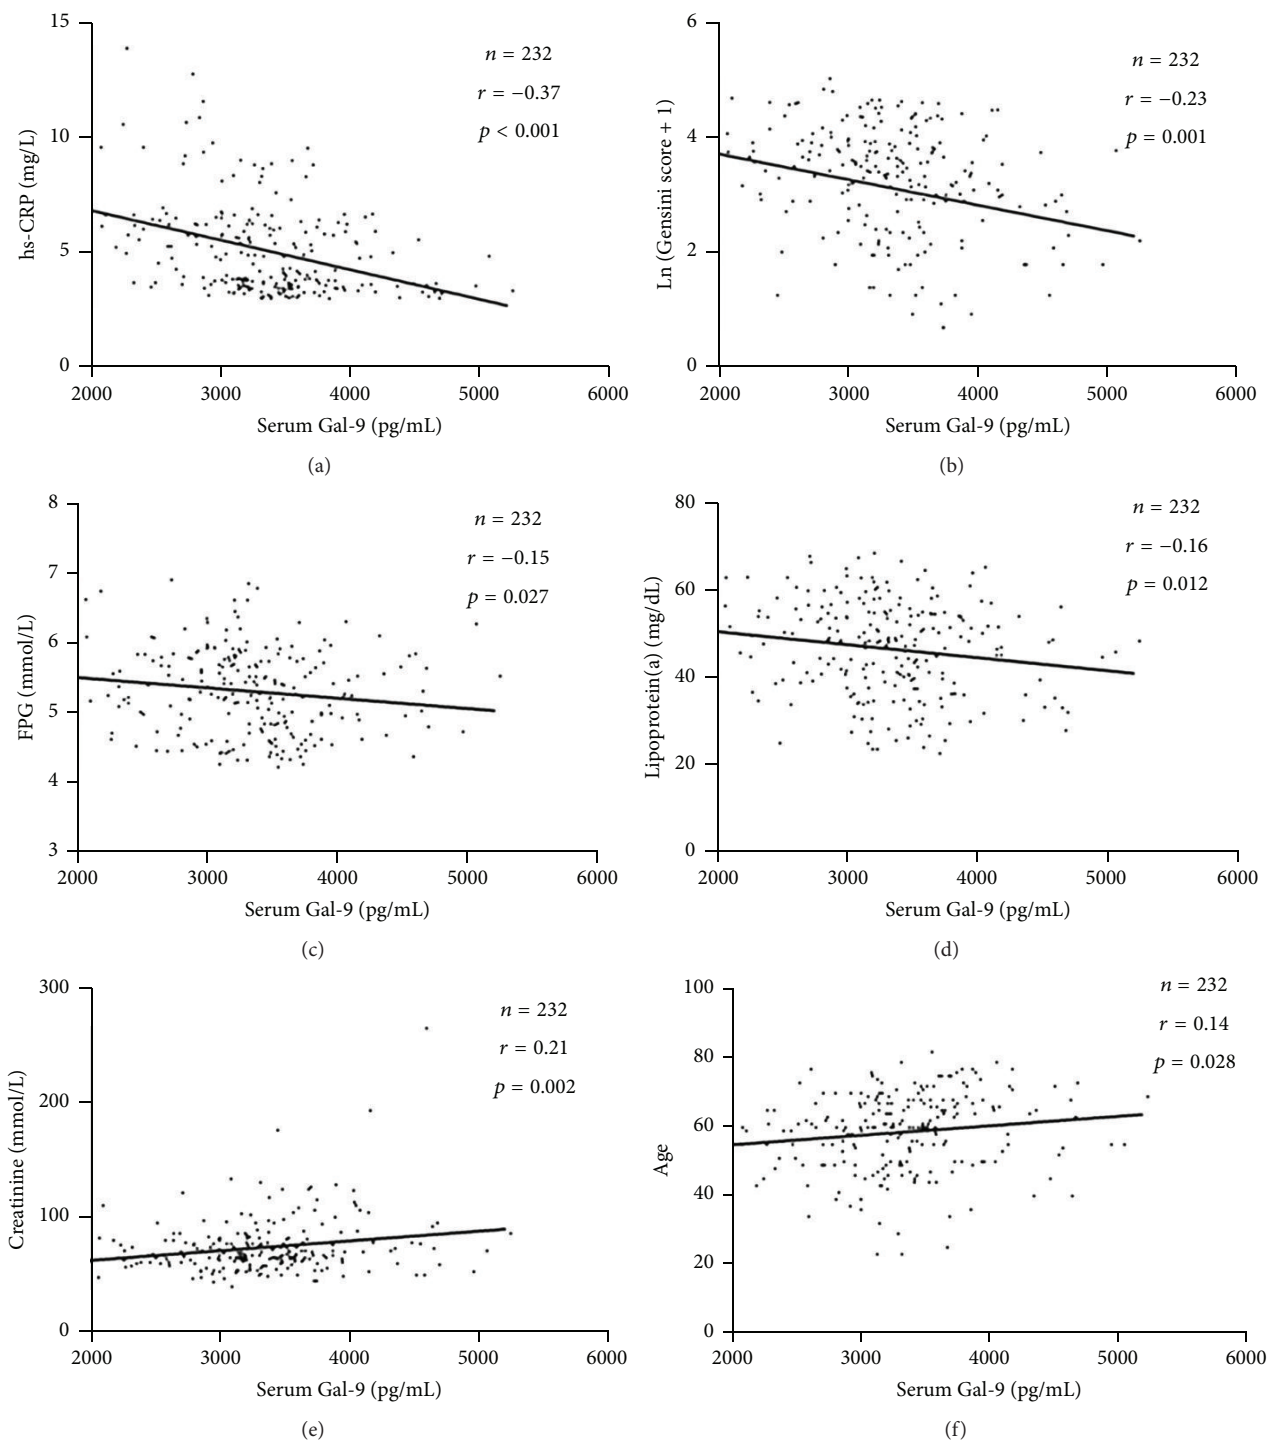 15
10
5
0
hs-CRP (mg/L)
n = 232
r = −0.37
p < 0.001
2000 3000 4000 5000 6000
Serum Gal-9 (pg/mL)
(a)
6
4
2
0
Ln (Gensini score + 1)
n = 232
r = −0.23
p = 0.001
2000 3000 4000 5000 6000
Serum Gal-9 (pg/mL)
(b)
8
7
6
5
4
3
FPG (mmol/L)
n = 232
r = −0.15
p = 0.027
2000 3000 4000 5000 6000
Serum Gal-9 (pg/mL)
(c)
80
60
40
20
0
Lipoprotein(a) (mg/dL)
n = 232
r = −0.16
p = 0.012
2000 3000 4000 5000 6000
Serum Gal-9 (pg/mL)
(d)
300
200
100
0
Creatinine (mmol/L)
n = 232
r = 0.21
p = 0.002
2000 3000 4000 5000 6000
Serum Gal-9 (pg/mL)
(e)
100
80
60
40
20
0
Age
n = 232
r = 0.14
p = 0.028
2000 3000 4000 5000 6000
Serum Gal-9 (pg/mL)
(f)